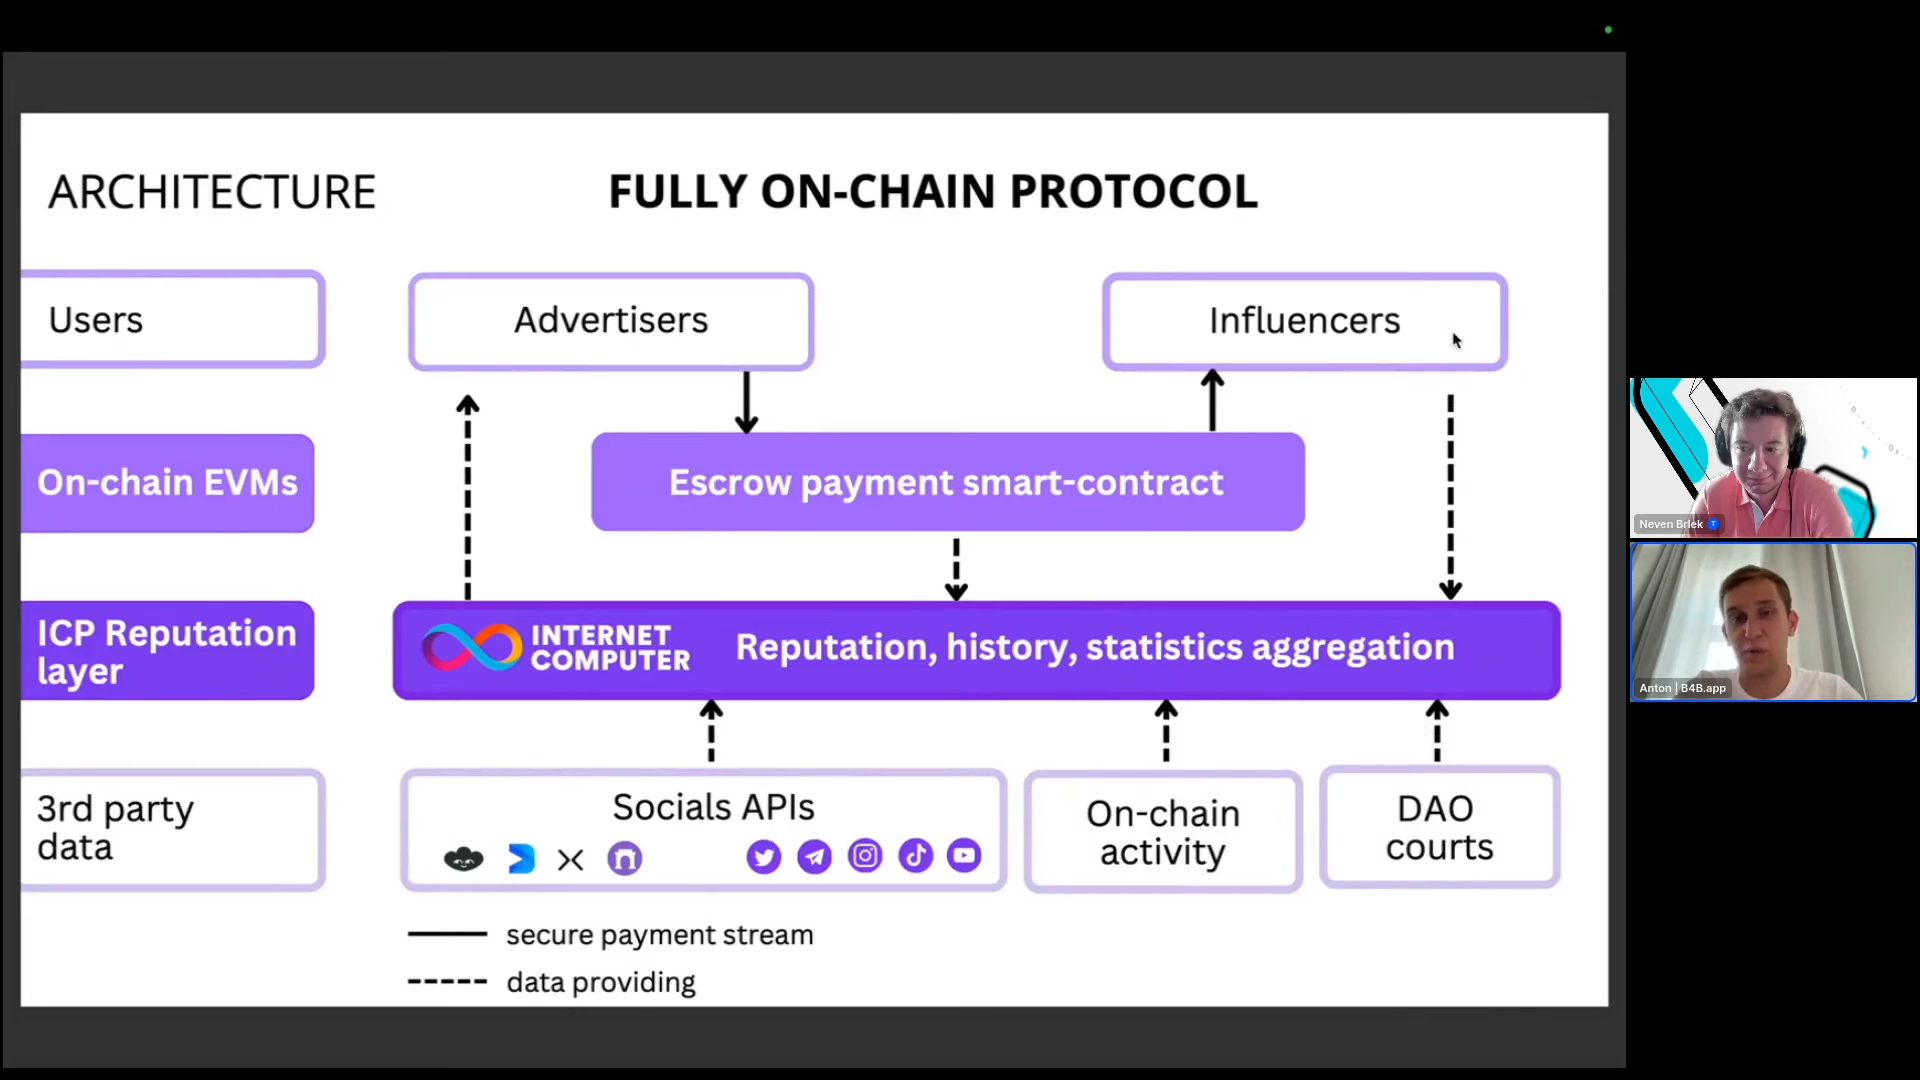 ARCHITECTURE
FULLY ON-CHAIN PROTOCOL
Users
Advertisers
Influencers
On-chain EVMs
Escrow payment smart-contract
ICP Reputation
layer
INTERNET
COMPUTER
Reputation, history, statistics aggregation
3rd party
data
Socials APIs
On-chain
activity
DAO
courts
secure payment stream
data providing
Neven Brlek
T
Anton | B4B.app